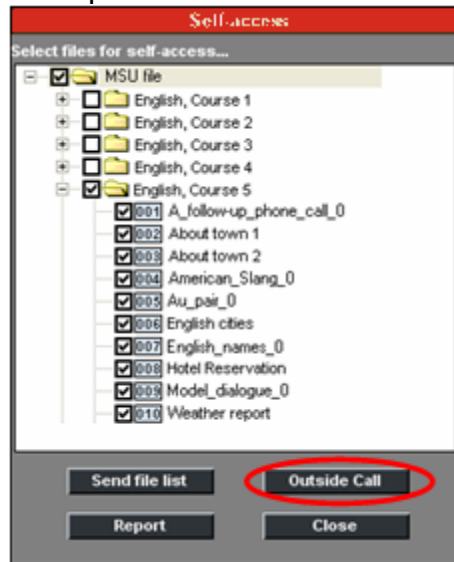 Self-access
Select files for self-access...
MSU file
English, Course 1
English, Course 2
English, Course 3
English, Course 4
English, Course 5
001 A_follow-up_phone_call_0
002 About town 1
003 About town 2
004 American_Slang_0
005 Au_pair_0
006 English cities
007 English_names_0
008 Hotel Reservation
009 Model_dialogue_0
010 Weather report
Send file list Outside Call
Report Close